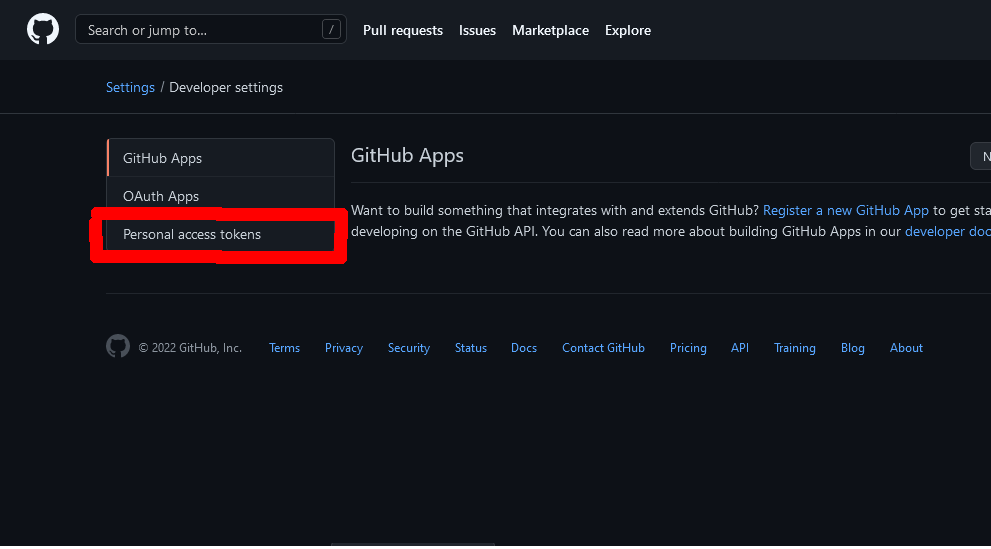 Search or jump to... /
Pull requests Issues Marketplace Explore
Settings / Developer settings
GitHub Apps
OAuth Apps
Personal access tokens
GitHub Apps
N
Want to build something that integrates with and extends GitHub? Register a new GitHub App to get sta
developing on the GitHub API. You can also read more about building GitHub Apps in our developer doc
© 2022 GitHub, Inc. Terms Privacy Security Status Docs Contact GitHub Pricing API Training Blog About